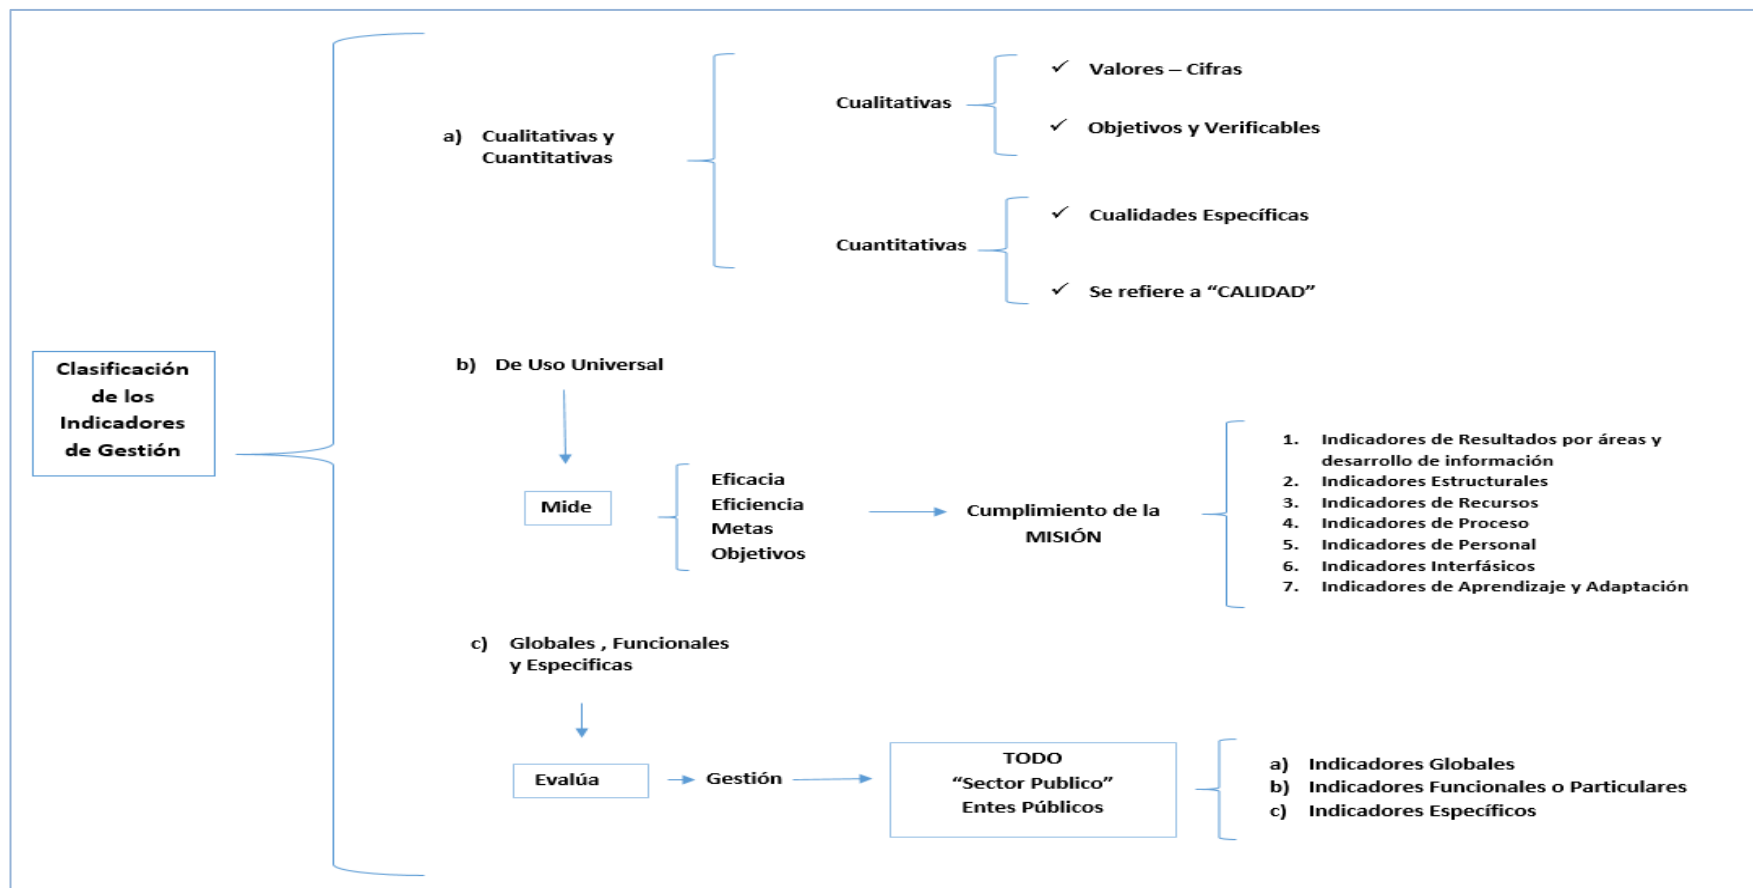 Clasificación
de los
Indicadores
de Gestión
a) Cualitativas y
Cuantitativas
Cualitativas
✓ Valores – Cifras
✓ Objetivos y Verificables
Cuantitativas
✓ Cualidades Específicas
✓ Se refiere a “CALIDAD”
b) De Uso Universal
Mide
Eficacia
Eficiencia
Metas
Objetivos
Cumplimiento de la
MISIÓN
1. Indicadores de Resultados por áreas y
desarrollo de información
2. Indicadores Estructurales
3. Indicadores de Recursos
4. Indicadores de Proceso
5. Indicadores de Personal
6. Indicadores Interfásicos
7. Indicadores de Aprendizaje y Adaptación
c) Globales , Funcionales
y Especificas
Evalúa
Gestión
TODO
“Sector Publico”
Entes Públicos
a) Indicadores Globales
b) Indicadores Funcionales o Particulares
c) Indicadores Específicos